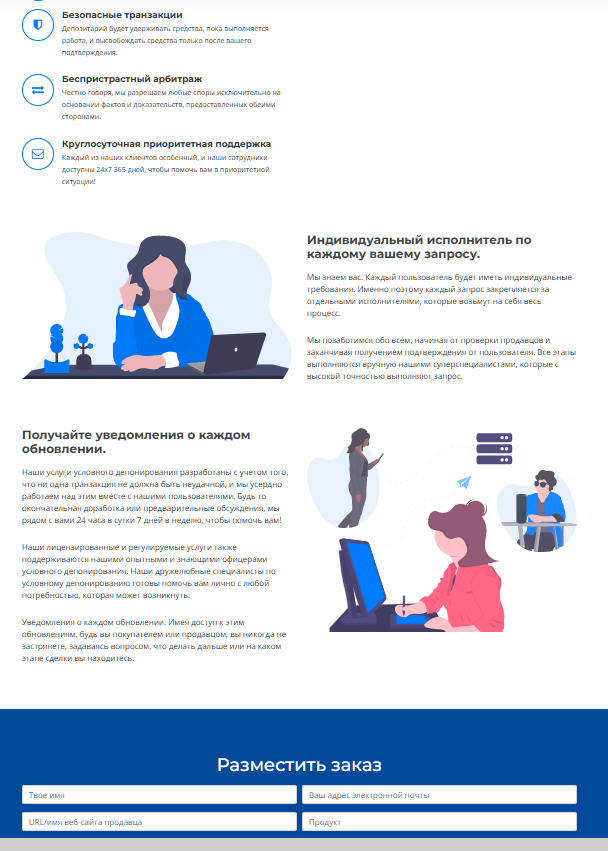 Безопасные транзакции
Депозитарий будет удерживать средства, пока выполняется
работа, и высвобождать средства только после вашего
подтверждения.
Беспристрастный арбитраж
Честно говоря, мы разрешаем любые споры исключительно на
основании фактов и доказательств, предоставленных обеими
сторонами.
Круглосуточная приоритетная поддержка
Каждый из наших клиентов особенный, и наши сотрудники
доступны 24x7 365 дней, чтобы помочь вам в приоритетной
ситуации!
Индивидуальный исполнитель по
каждому вашему запросу.
Мы знаем вас. Каждый пользователь будет иметь индивидуальные
требования. Именно поэтому каждый запрос закрепляется за
отдельными исполнителями, которые возьмут на себя весь
процесс.
Мы позаботимся обо всем, начиная от проверки продавцов и
заканчивая получением подтверждения от пользователя. Все этапы
выполняются вручную нашими суперспециалистами, которые с
высокой точностью выполняют запрос.
Получайте уведомления о каждом
обновлении.
Наши услуги условного депонирования разработаны с учетом того,
что ни одна транзакция не должна быть неудачной, и мы усердно
работаем над этим вместе с нашими пользователями. Будь то
окончательная доработка или предварительные обсуждения, мы
рядом с вами 24 часа в сутки 7 дней в неделю, чтобы помочь вам!
Наши лицензированные и регулируемые услуги также
поддерживаются нашими опытными и знающими офицерами
условного депонирования. Наши дружелюбные специалисты по
условному депонированию готовы помочь вам лично с любой
потребностью, которая может возникнуть.
Уведомления о каждом обновлении. Имея доступ к этим
обновлениям, будь вы покупателем или продавцом, вы никогда не
застрянете, задаваясь вопросом, что делать дальше или на каком
этапе сделки вы находитесь.
Разместить заказ
Твое имя
Ваш адрес электронной почты
URL/имя веб-сайта продавца
Продукт